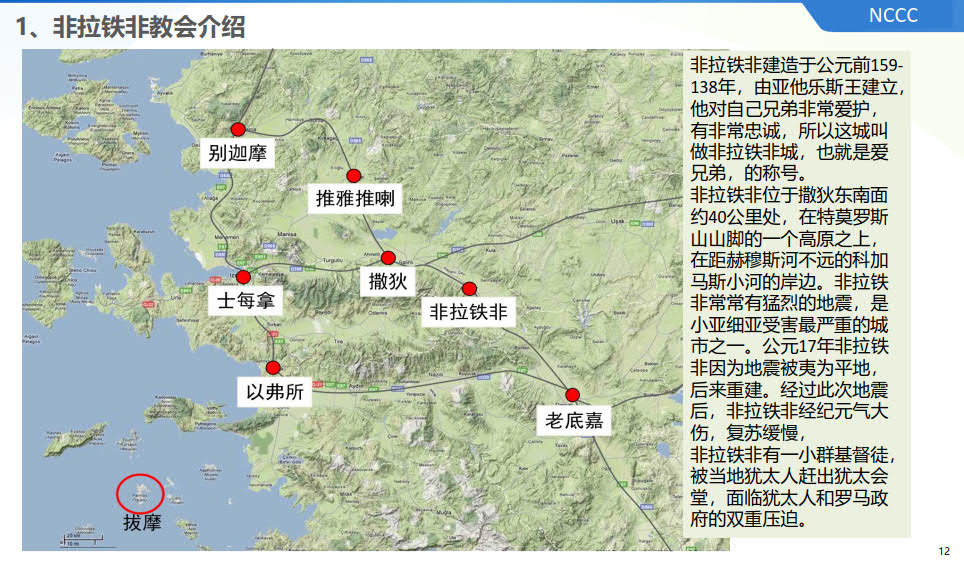 1、非拉铁非教会介绍
NCCC
别迦摩
推雅推喇
撒狄
士每拿
非拉铁非
以弗所
老底嘉
拔摩
非拉铁非建造于公元前159-
138年，由亚他乐斯王建立，
他对自己兄弟非常爱护，
有非常忠诚，所以这城叫
做非拉铁非城，也就是爱
兄弟，的称号。
非拉铁非位于撒狄东南面
约40公里处，在特莫罗斯
山山脚的一个高原之上，
在距赫穆斯河不远的科加
马斯小河的岸边。非拉铁
非常常有猛烈的地震，是
小亚细亚受害最严重的城
市之一。公元17年非拉铁
非因为地震被夷为平地，
后来重建。经过此次地震
后，非拉铁非经纪元气大
伤，复苏缓慢，
非拉铁非有一小群基督徒，
被当地犹太人赶出犹太会
堂，面临犹太人和罗马政
府的双重压迫。
12